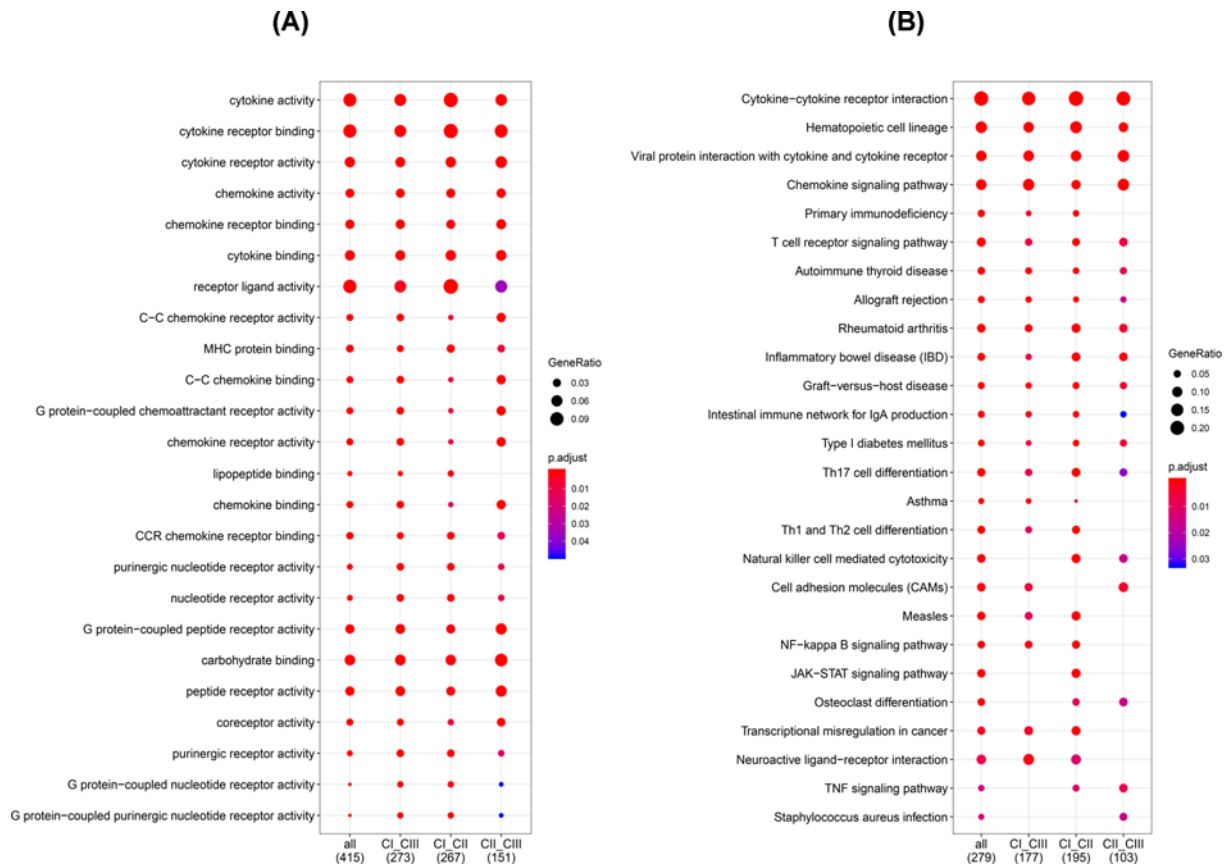 (A)
cytokine activity
cytokine receptor binding
cytokine receptor activity
chemokine activity
chemokine receptor binding
cytokine binding
receptor ligand activity
C−C chemokine receptor activity
MHC protein binding
C−C chemokine binding
G protein−coupled chemoattractant receptor activity
chemokine receptor activity
lipopeptide binding
chemokine binding
CCR chemokine receptor binding
purinergic nucleotide receptor activity
nucleotide receptor activity
G protein−coupled peptide receptor activity
carbohydrate binding
peptide receptor activity
coreceptor activity
purinergic receptor activity
G protein−coupled nucleotide receptor activity
G protein−coupled purinergic nucleotide receptor activity
all CI_CIII CI_CII CII_CIII
(415) (273) (267) (151)
GeneRatio
0.03
0.06
0.09
p.adjust
0.01
0.02
0.03
0.04
(B)
Cytokine−cytokine receptor interaction
Hematopoietic cell lineage
Viral protein interaction with cytokine and cytokine receptor
Chemokine signaling pathway
Primary immunodeficiency
T cell receptor signaling pathway
Autoimmune thyroid disease
Allograft rejection
Rheumatoid arthritis
Inflammatory bowel disease (IBD)
Graft−versus−host disease
Intestinal immune network for IgA production
Type I diabetes mellitus
Th17 cell differentiation
Asthma
Th1 and Th2 cell differentiation
Natural killer cell mediated cytotoxicity
Cell adhesion molecules (CAMs)
Measles
NF−kappa B signaling pathway
JAK−STAT signaling pathway
Osteoclast differentiation
Transcriptional misregulation in cancer
Neuroactive ligand−receptor interaction
TNF signaling pathway
Staphylococcus aureus infection
all CI_CIII CI_CII CII_CIII
(279) (177) (195) (103)
GeneRatio
0.05
0.10
0.15
0.20
p.adjust
0.01
0.02
0.03